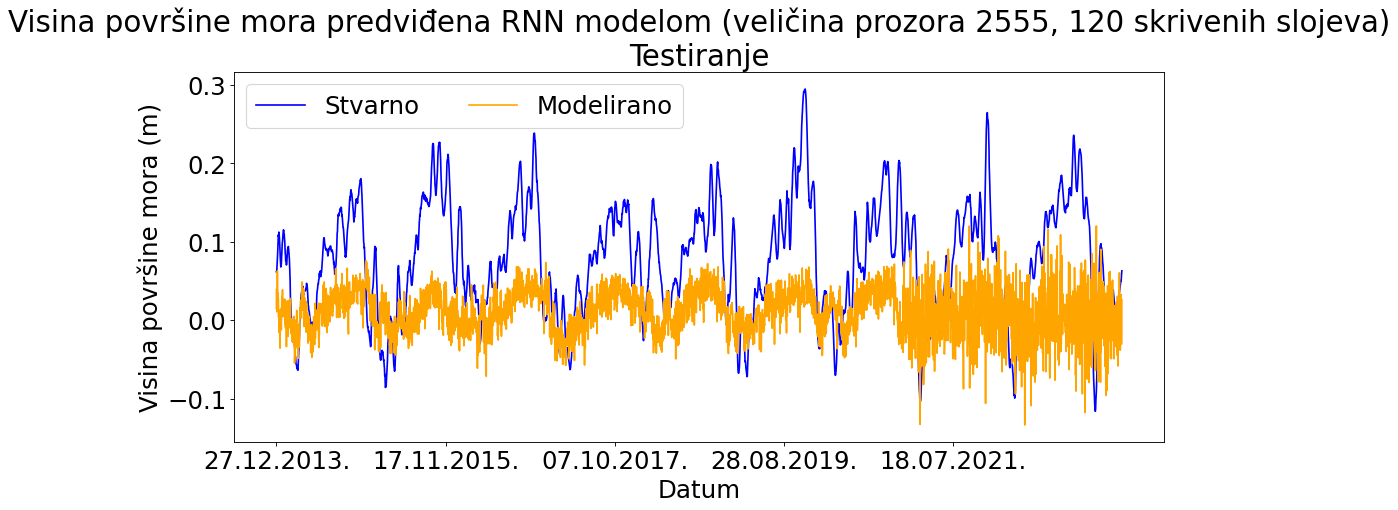 Visina površine mora predviđena RNN modelom (veličina prozora 2555, 120 skrivenih slojeva)
Testiranje
Stvarno Modelirano
Visina površine mora (m)
0.3
0.2
0.1
0.0
−0.1
27.12.2013. 17.11.2015. 07.10.2017. 28.08.2019. 18.07.2021.
Datum